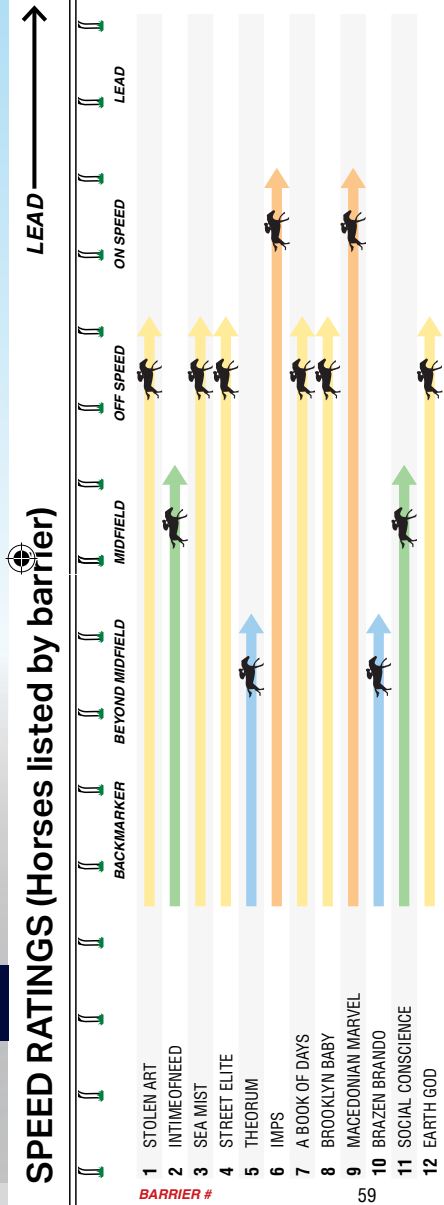 SPEED RATINGS (Horses listed by barrier)
LEAD
BACKMARKER
BEYOND MIDFIELD
MIDFIELD
OFF SPEED
ON SPEED
LEAD
1 STOLEN ART
2 INTIMEOFNEED
3 SEA MIST
4 STREET ELITE
5 THEORUM
6 IMPS
7 A BOOK OF DAYS
8 BROOKLYN BABY
9 MACEDONIAN MARVEL
10 BRAZEN BRANDO
11 SOCIAL CONSCIENCE
12 EARTH GOD
BARRIER #
59